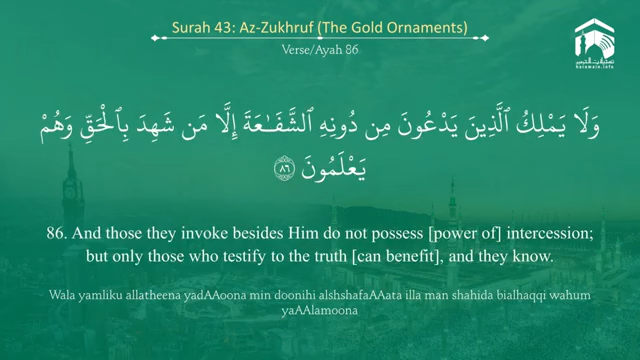 Surah 43: Az-Zukhruf (The Gold Ornaments)
Verse/Ayah 86
haramain.info
وَلَا يَمْلِكُ ٱلَّذِينَ يَدْعُونَ مِن دُونِهِ ٱلشَّفَـٰعَةَ إِلَّا مَن شَهِدَ بِٱلْحَقِّ وَهُمْ
يَعْلَمُونَ ٨٦
86. And those they invoke besides Him do not possess [power of] intercession;
but only those who testify to the truth [can benefit], and they know.
Wala yamliku allatheena yadAAoona min doonihi alshshafaAAata illa man shahida bialhaqqi wahum
yaAAlamoona